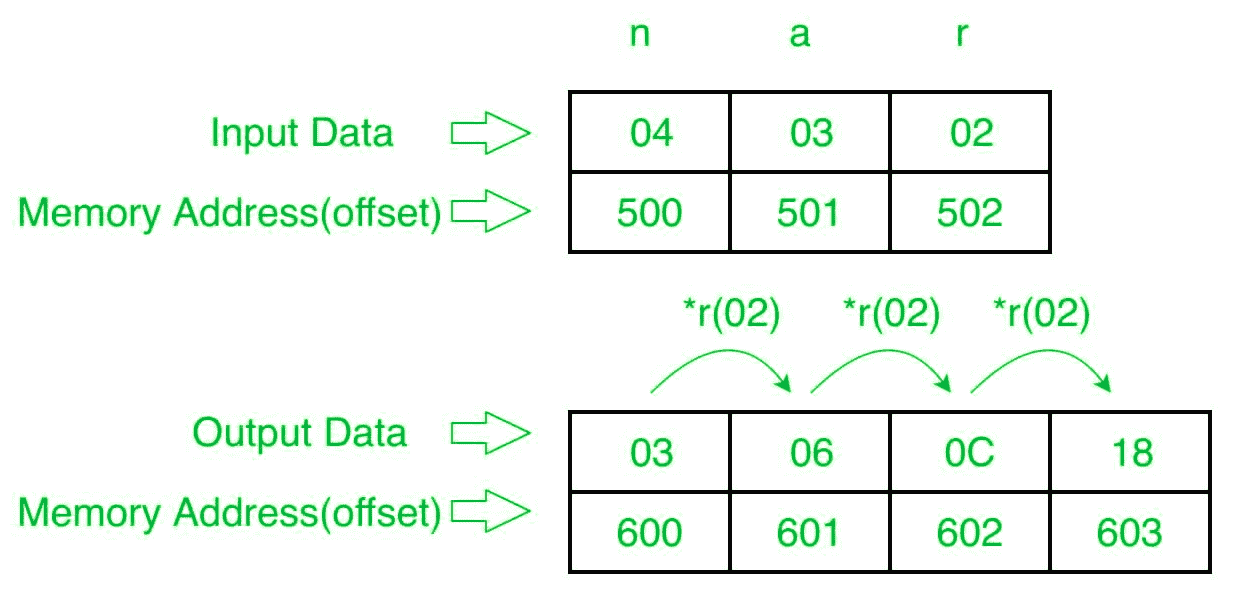 n a r
Input Data 04 03 02
Memory Address(offset) 500 501 502
*r(02) *r(02) *r(02)
Output Data 03 06 0C 18
Memory Address(offset) 600 601 602 603